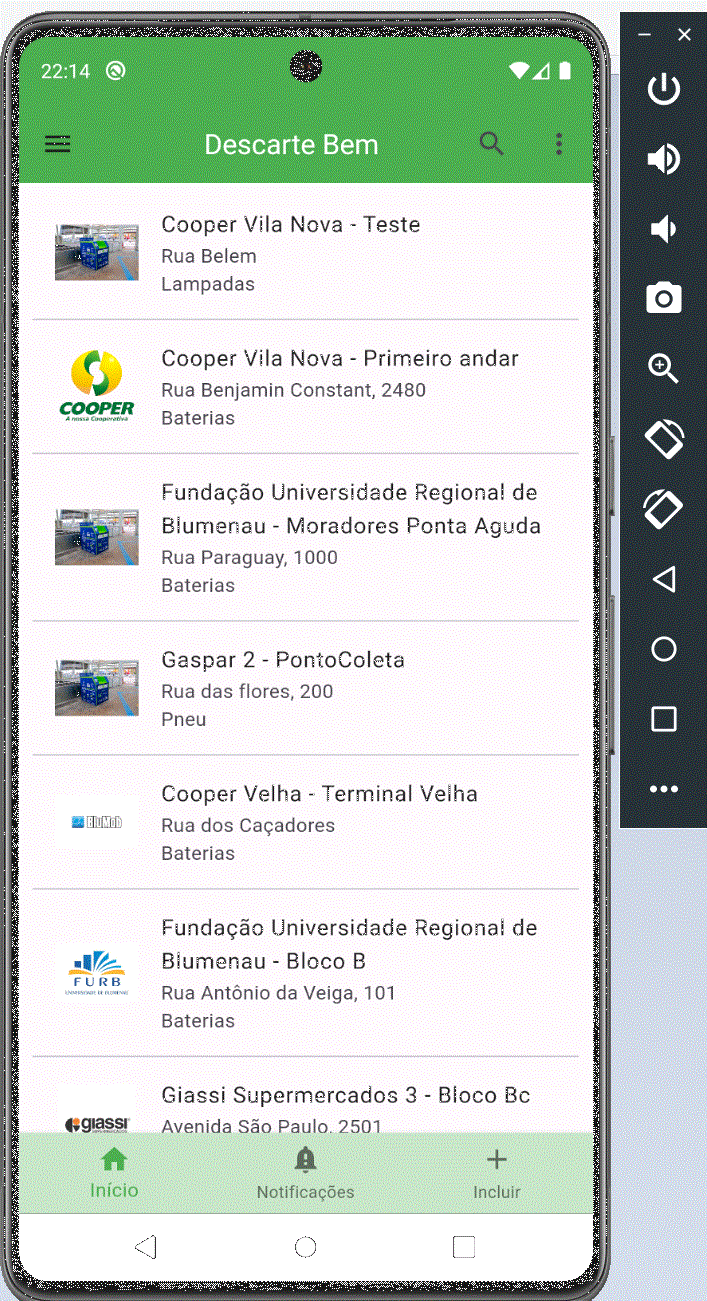 22:14
Descarte Bem
Cooper Vila Nova - Teste
Rua Belem
Lampadas
COOPER
A nossa Cooperativa
Cooper Vila Nova - Primeiro andar
Rua Benjamin Constant, 2480
Baterias
Fundação Universidade Regional de
Blumenau - Moradores Ponta Aguda
Rua Paraguay, 1000
Baterias
Gaspar 2 - PontoColeta
Rua das flores, 200
Pneu
BluMob
Cooper Velha - Terminal Velha
Rua dos Caçadores
Baterias
FURB
UNIVERSIDADE DE BLUMENAU
Fundação Universidade Regional de
Blumenau - Bloco B
Rua Antônio da Veiga, 101
Baterias
giassi
Giassi Supermercados 3 - Bloco Bc
Avenida São Paulo, 2501
Início
Notificações
Incluir